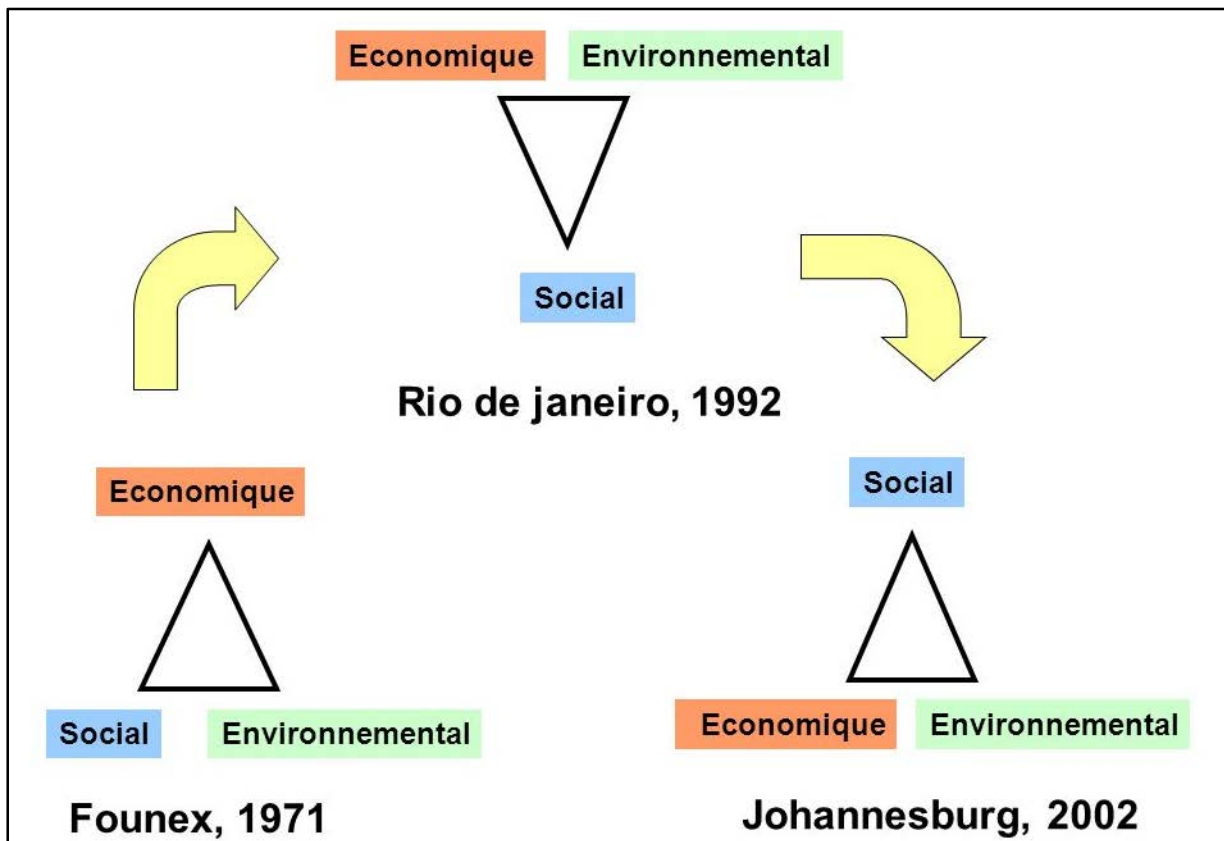 Economique Environnemental
Social
Rio de janeiro, 1992
Economique
Social Environnemental
Founex, 1971
Social
Economique Environnemental
Johannesburg, 2002